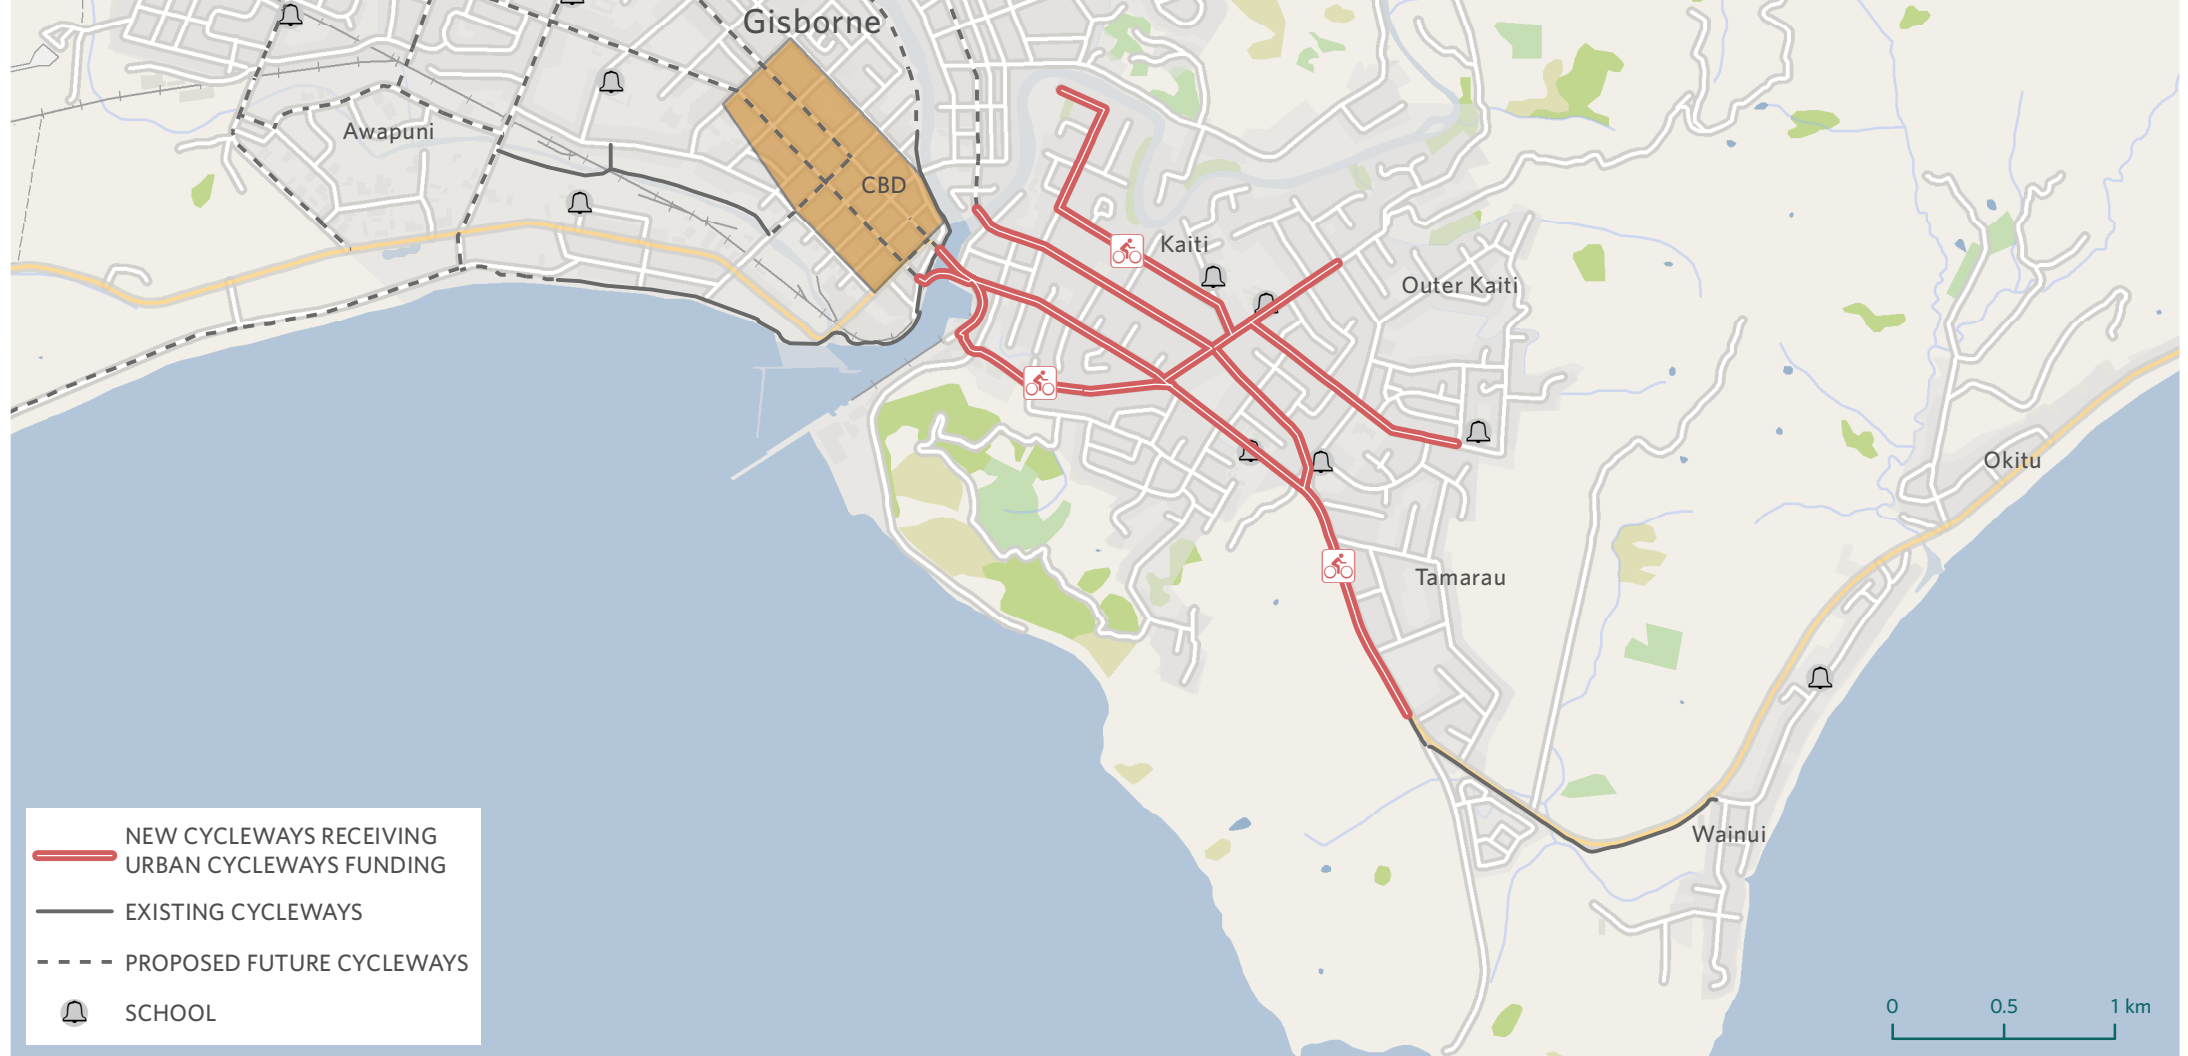 Gisborne
Awapuni
CBD
Kaiti
Outer Kaiti
Okitu
Tamarau
Wainui
NEW CYCLEWAYS RECEIVING
URBAN CYCLEWAYS FUNDING
EXISTING CYCLEWAYS
PROPOSED FUTURE CYCLEWAYS
SCHOOL
0 0.5 1 km